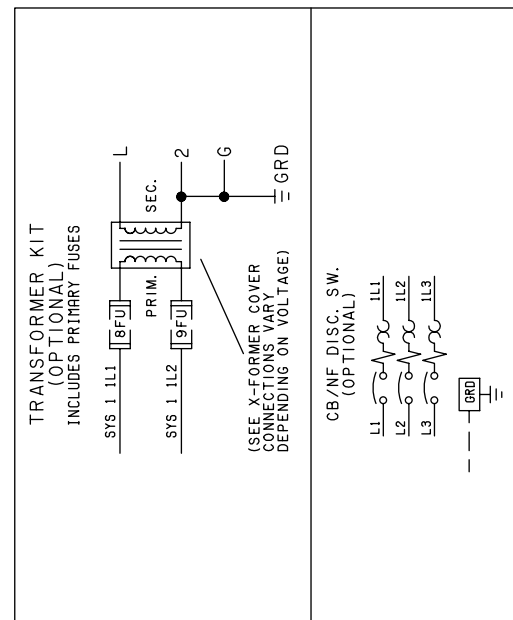 TRANSFORMER KIT
(OPTIONAL)
INCLUDES PRIMARY FUSES
SYS 1 1L1
8FU
L
PRIM.
SEC.
SYS 1 1L2
9FU
2
G
GRD
(SEE X-FORMER COVER
CONNECTIONS VARY
DEPENDING ON VOLTAGE)
CB/NF DISC. SW.
(OPTIONAL)
L1
1L1
L2
1L2
L3
1L3
GRD